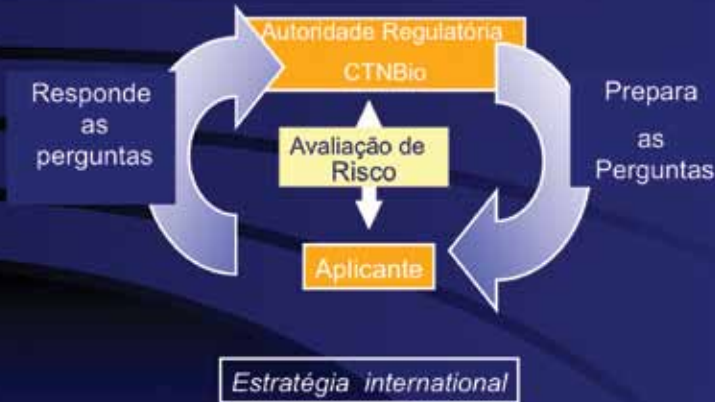 Autoridade Regulatória
CTNBio
Responde
as
perguntas
Avaliação de
Risco
Prepara
as
Perguntas
Aplicante
Estratégia international